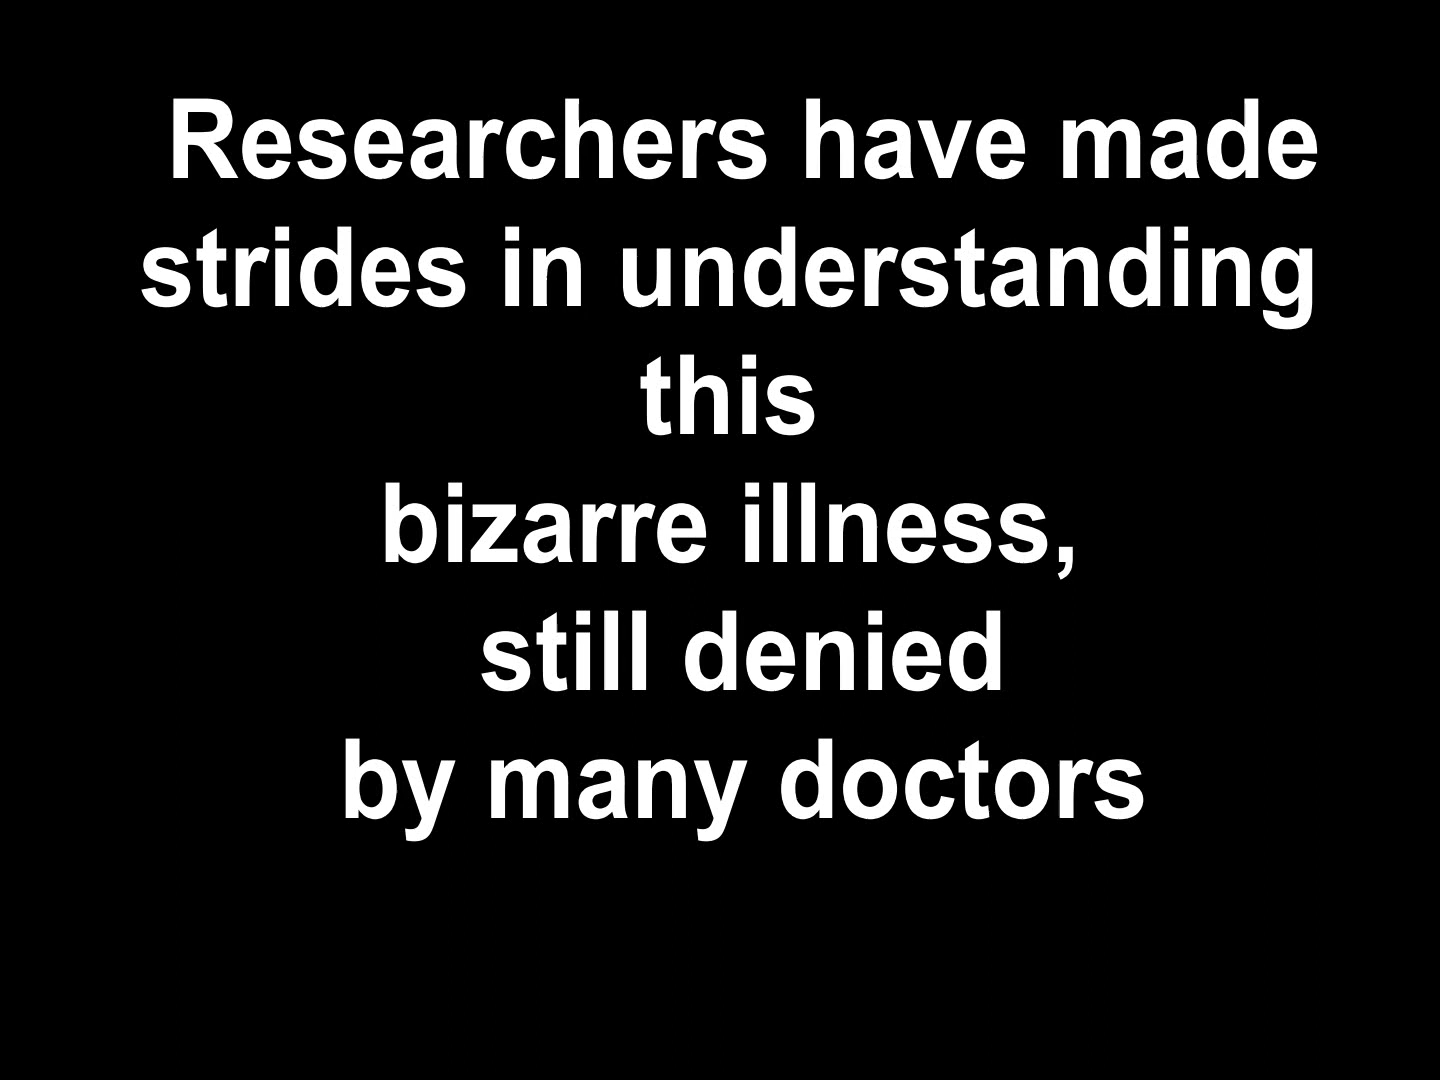 Researchers have made
strides in understanding
this
bizarre illness,
still denied
by many doctors